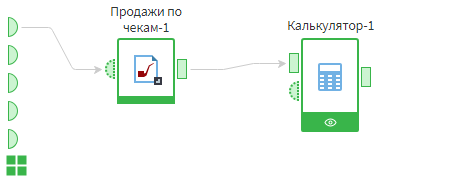 Продажи по
чекам-1
Калькулятор-1